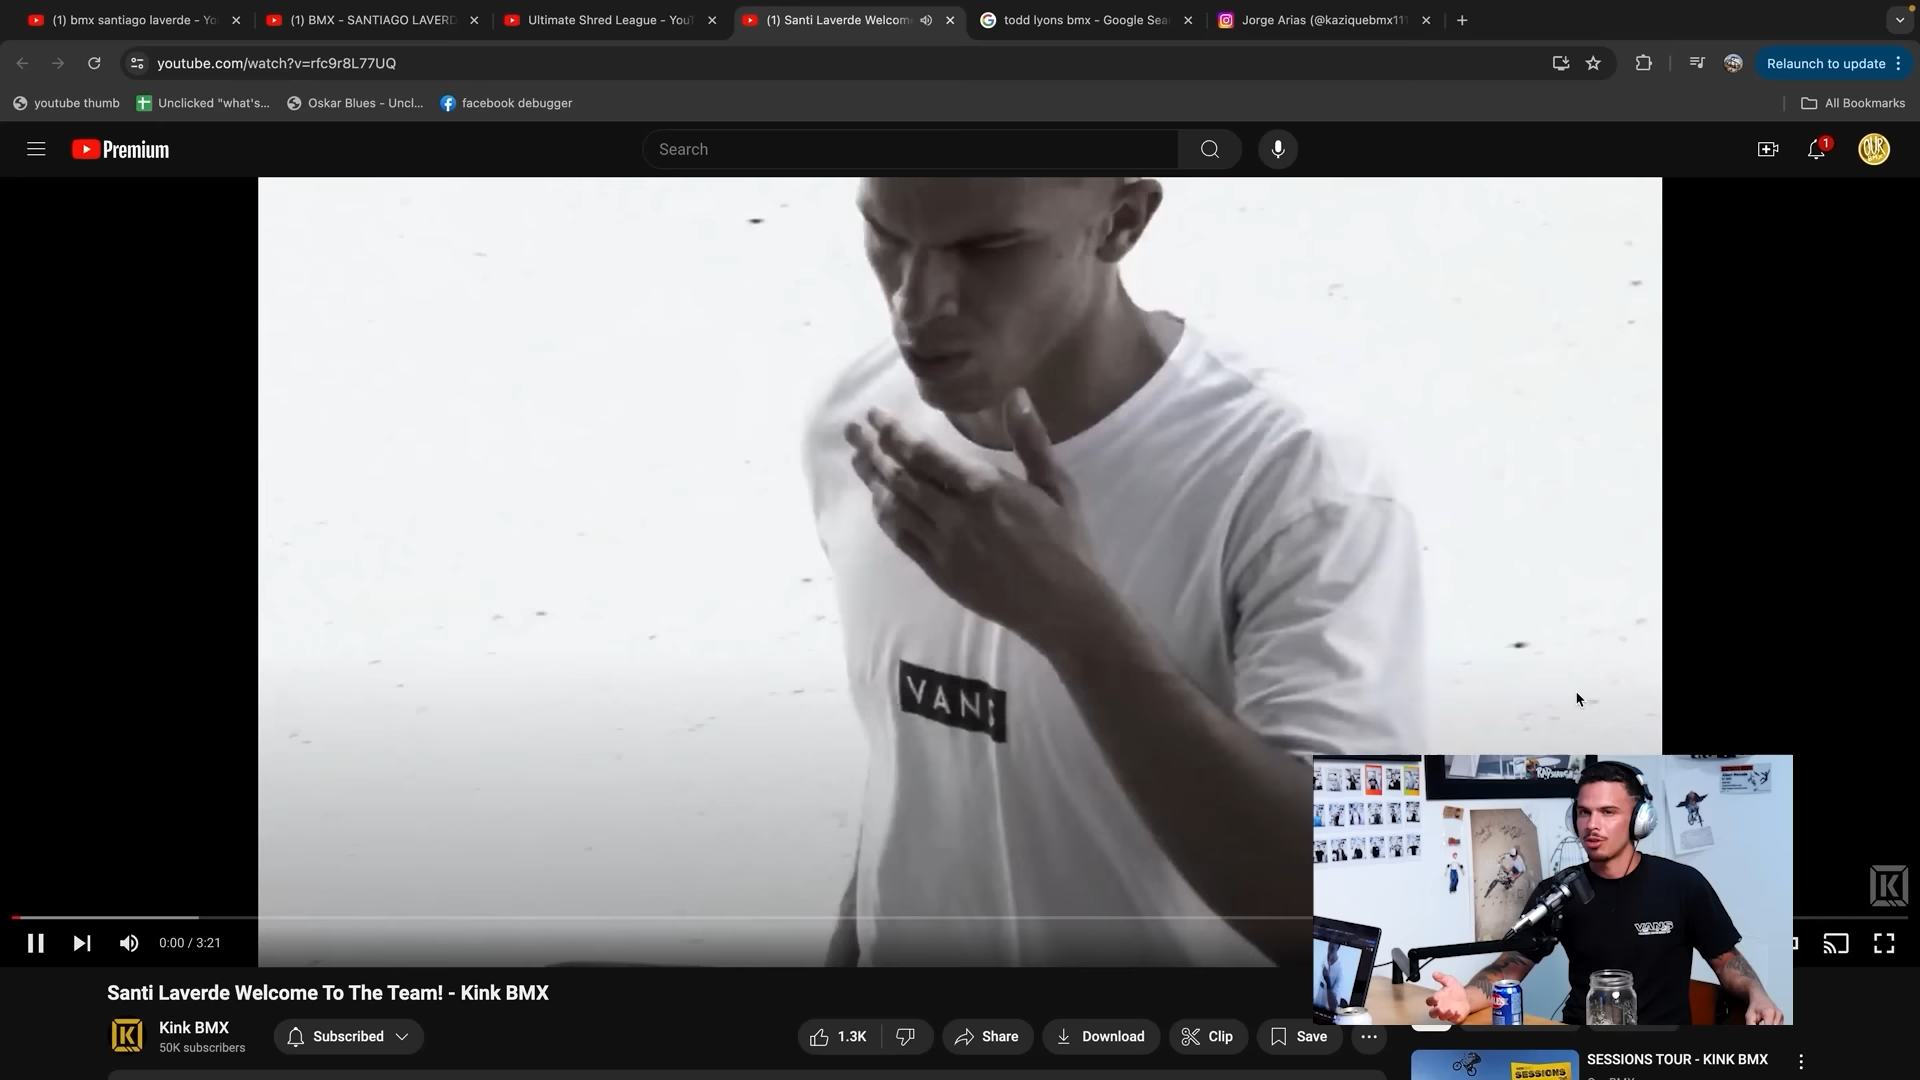 (1) bmx santiago laverde - Yo
(1) BMX - SANTIAGO LAVERD
Ultimate Shred League - YouT
(1) Santi Laverde Welcom
todd lyons bmx - Google Sea
Jorge Arias (@kaziquebmx111
youtube.com/watch?v=rfc9r8L77UQ
Relaunch to update
youtube thumb
Unclicked "what's...
Oskar Blues - Uncl...
facebook debugger
All Bookmarks
Premium
Search
1
OUR
VANS
VANS
0:00 / 3:21
Santi Laverde Welcome To The Team! - Kink BMX
Kink BMX
50K subscribers
Subscribed
1.3K
Share
Download
Clip
Save
SESSIONS TOUR - KINK BMX
SESSIONS